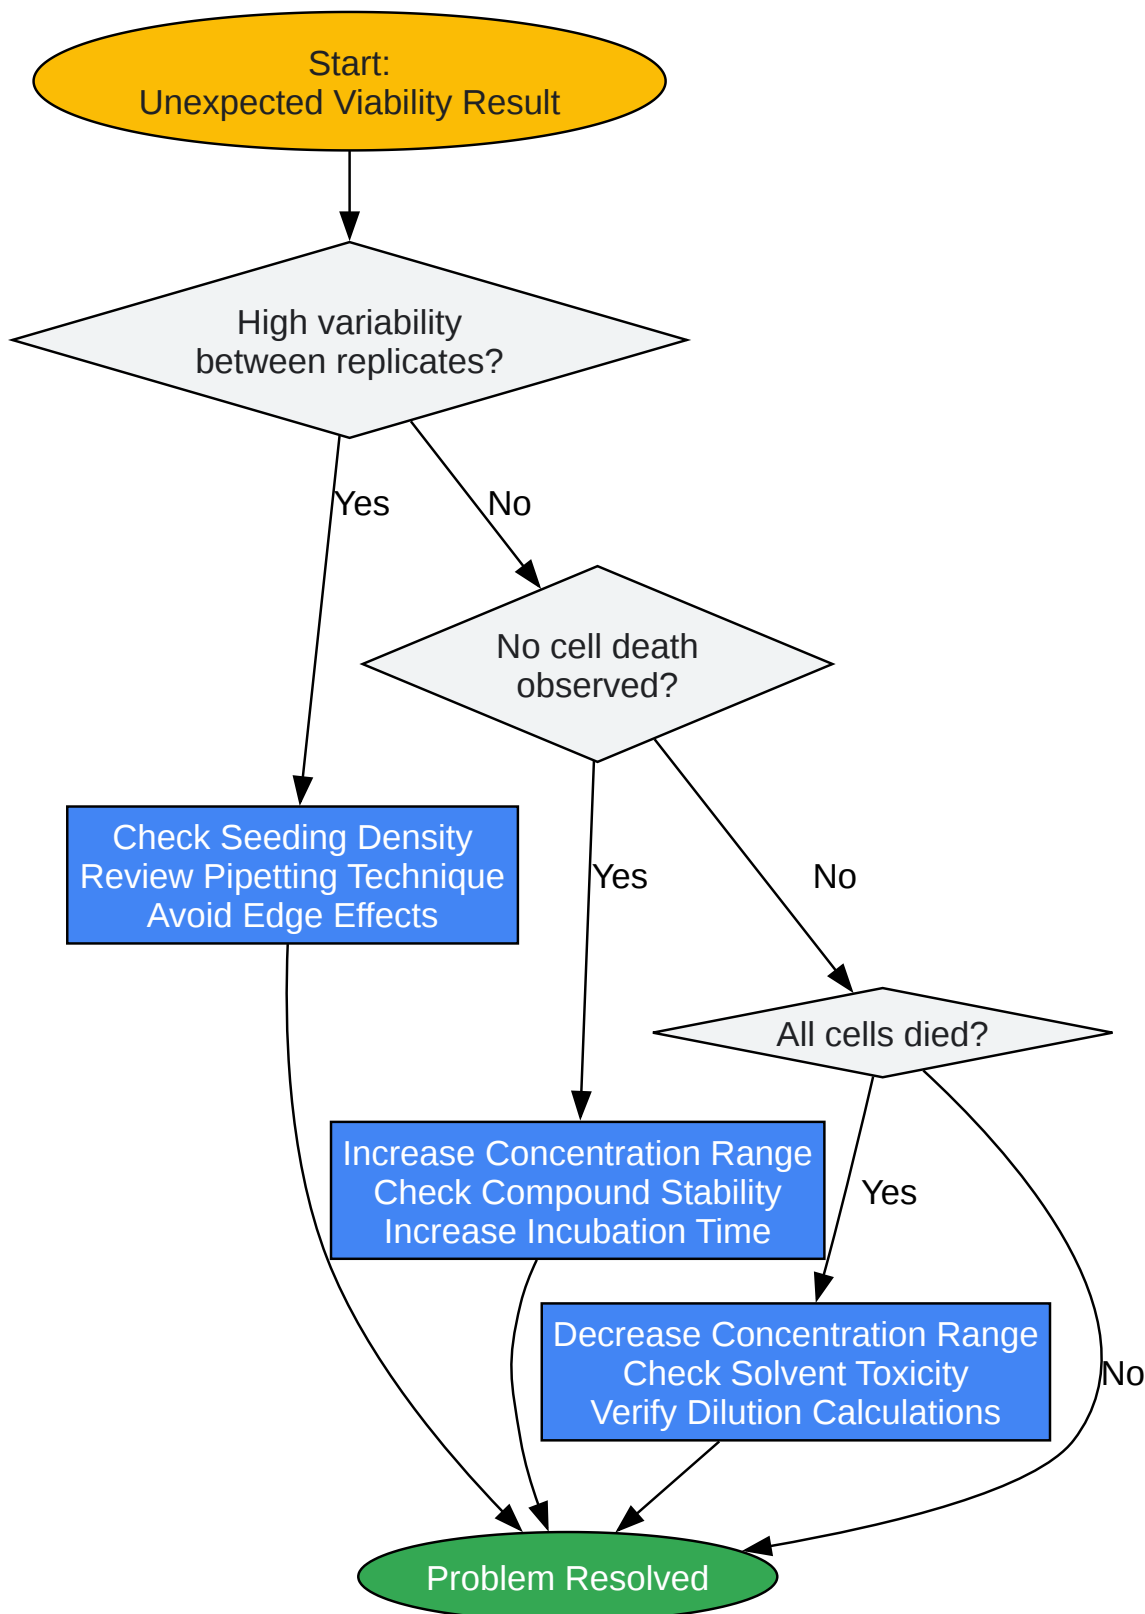 Start:
Unexpected Viability Result
High variability
between replicates?
Yes
No
No cell death
observed?
Check Seeding Density
Review Pipetting Technique
Avoid Edge Effects
Yes
No
All cells died?
Increase Concentration Range
Check Compound Stability
Increase Incubation Time
Yes
Decrease Concentration Range
Check Solvent Toxicity
Verify Dilution Calculations
No
Problem Resolved